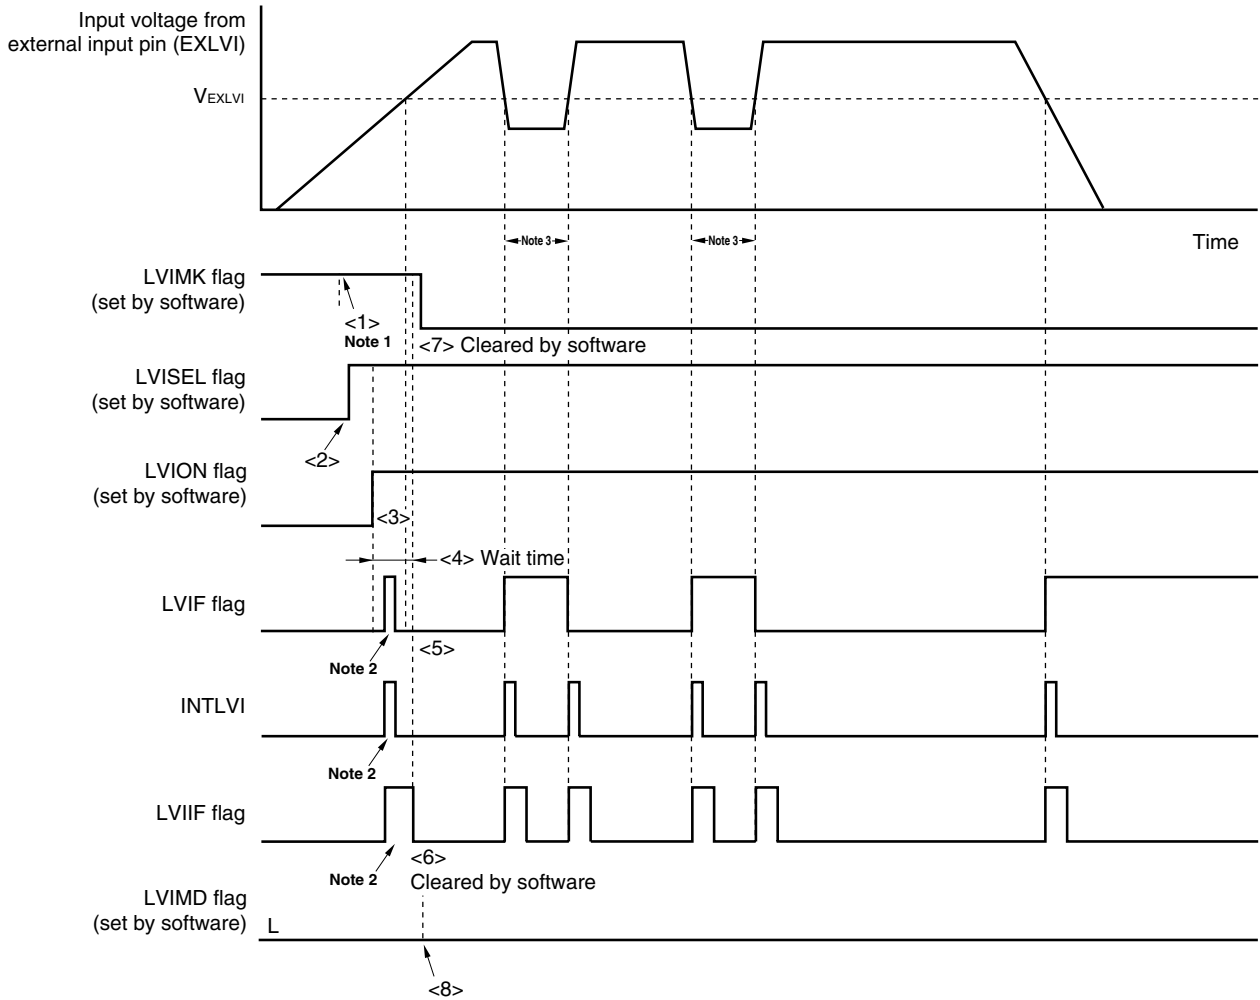 Input voltage from
external input pin (EXLVI)
VEXLVI
Note 3
Note 3
Time
LVIMK flag
(set by software)
<1>
Note 1
<7> Cleared by software
LVISEL flag
(set by software)
<2>
LVION flag
(set by software)
<3>
<4> Wait time
LVIF flag
<5>
Note 2
INTLVI
Note 2
LVIIF flag
Note 2
<6>
Cleared by software
LVIMD flag
(set by software)
L
<8>